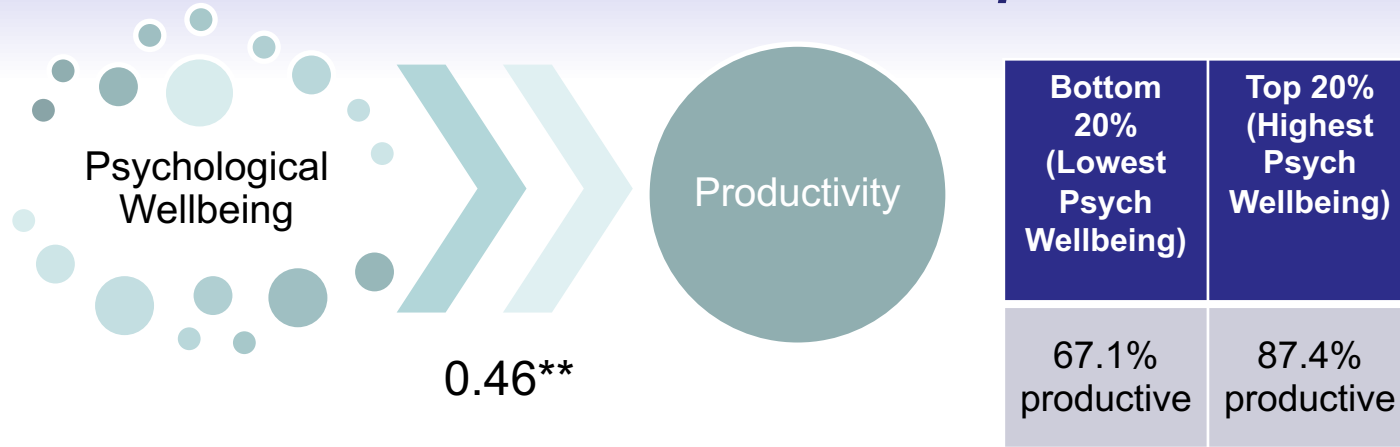 Psychological
Wellbeing
Productivity
0.46**
Bottom
20%
(Lowest
Psych
Wellbeing)
Top 20%
(Highest
Psych
Wellbeing)
67.1%
productive
87.4%
productive